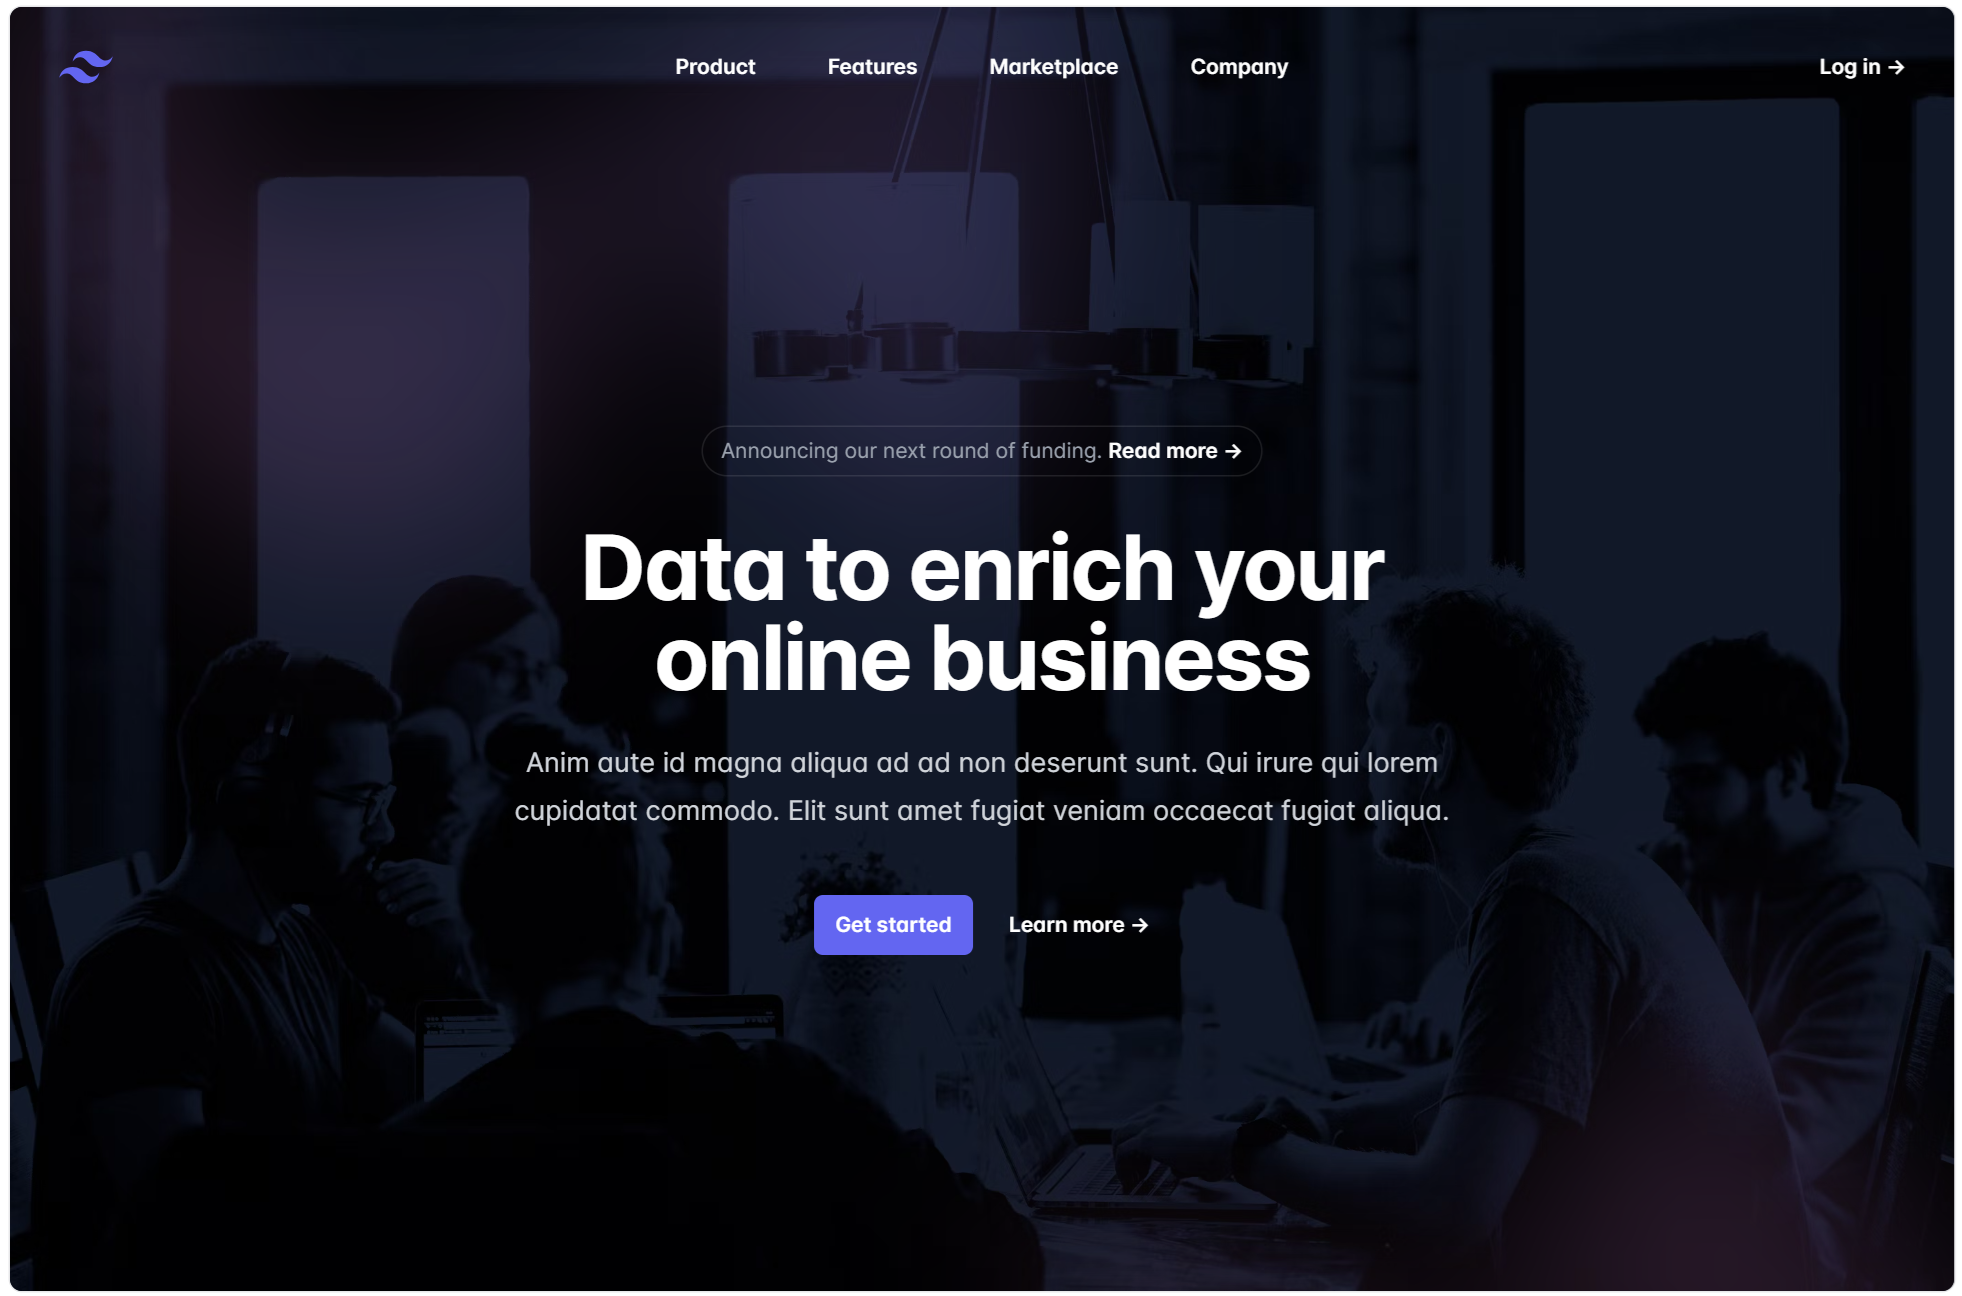 Product
Features
Marketplace
Company
Log in →
Announcing our next round of funding. Read more →
Data to enrich your
online business
Anim aute id magna aliqua ad ad non deserunt sunt. Qui irure qui lorem
cupidatat commodo. Elit sunt amet fugiat veniam occaecat fugiat aliqua.
Get started
Learn more →